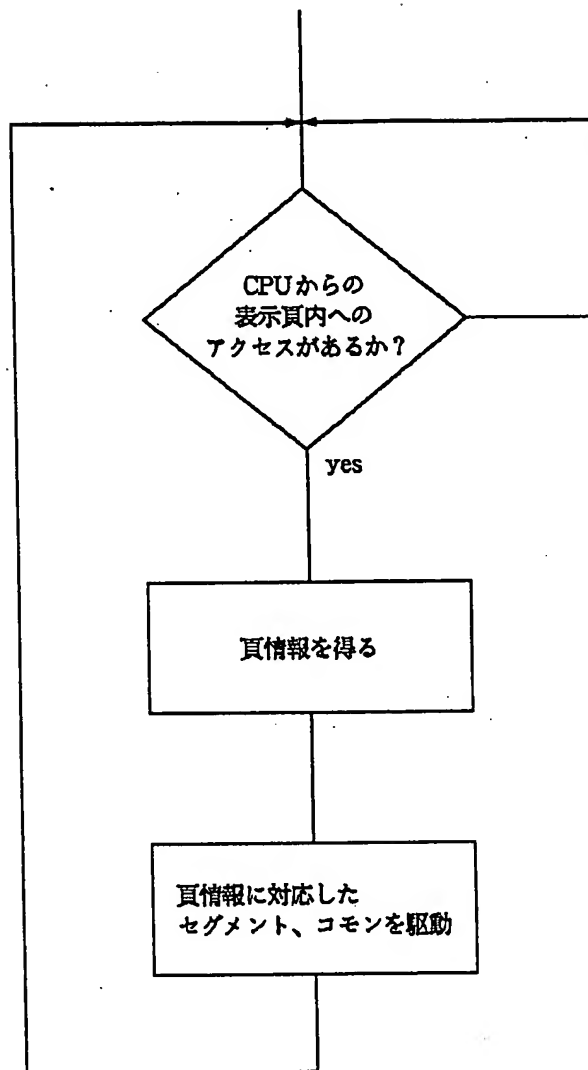 CPUからの
表示頁内への
アクセスがあるか？
yes
頁情報を得る
頁情報に対応した
セグメント、コモンを駆動